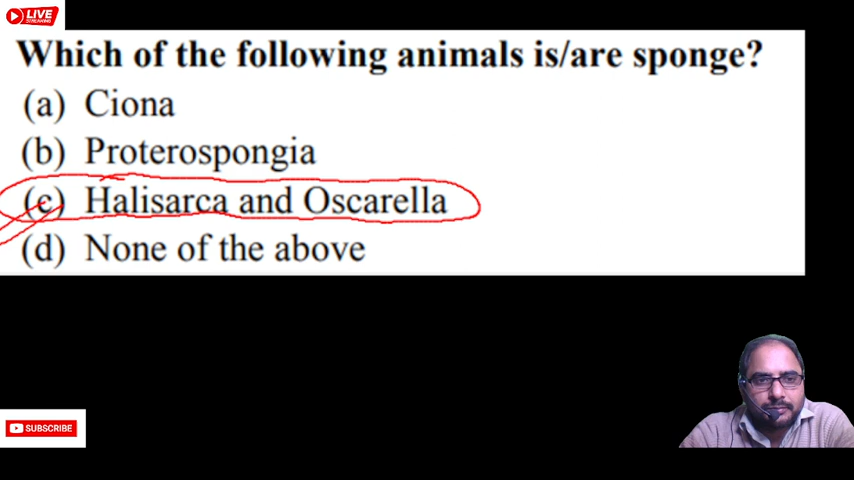 LIVE
STREAMING
Which of the following animals is/are sponge?
(a) Ciona
(b) Proterospongia
(c) Halisarca and Oscarella
(d) None of the above
SUBSCRIBE